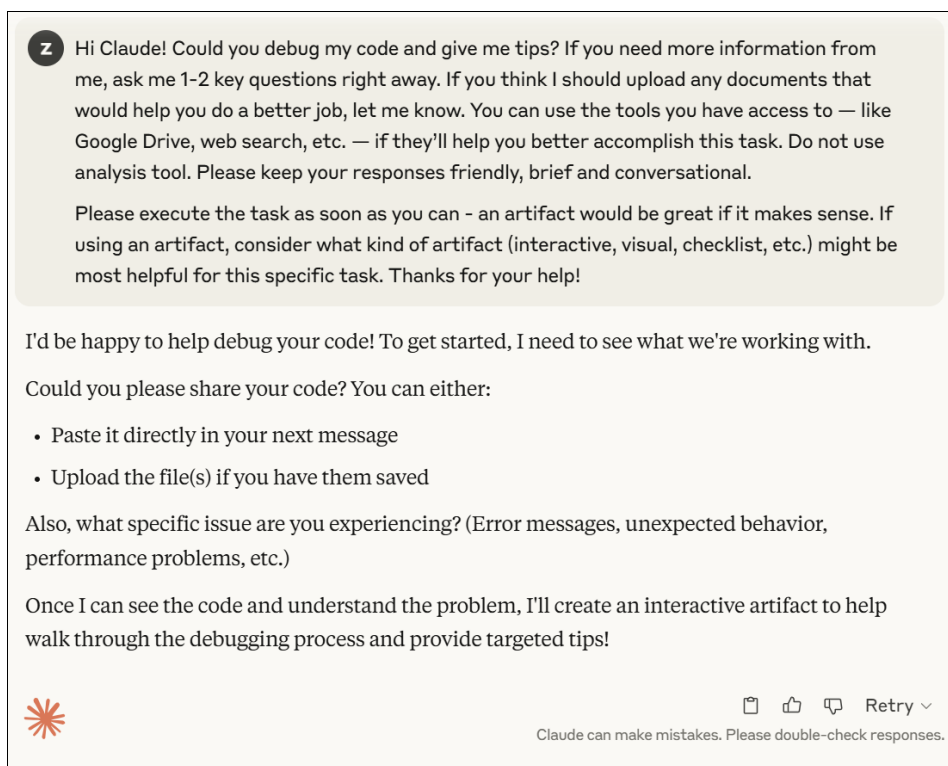 Z
Hi Claude! Could you debug my code and give me tips? If you need more information from
me, ask me 1-2 key questions right away. If you think I should upload any documents that
would help you do a better job, let me know. You can use the tools you have access to — like
Google Drive, web search, etc. — if they’ll help you better accomplish this task. Do not use
analysis tool. Please keep your responses friendly, brief and conversational.
Please execute the task as soon as you can - an artifact would be great if it makes sense. If
using an artifact, consider what kind of artifact (interactive, visual, checklist, etc.) might be
most helpful for this specific task. Thanks for your help!
I'd be happy to help debug your code! To get started, I need to see what we're working with.
Could you please share your code? You can either:
• Paste it directly in your next message
• Upload the file(s) if you have them saved
Also, what specific issue are you experiencing? (Error messages, unexpected behavior,
performance problems, etc.)
Once I can see the code and understand the problem, I'll create an interactive artifact to help
walk through the debugging process and provide targeted tips!
Retry
Claude can make mistakes. Please double-check responses.